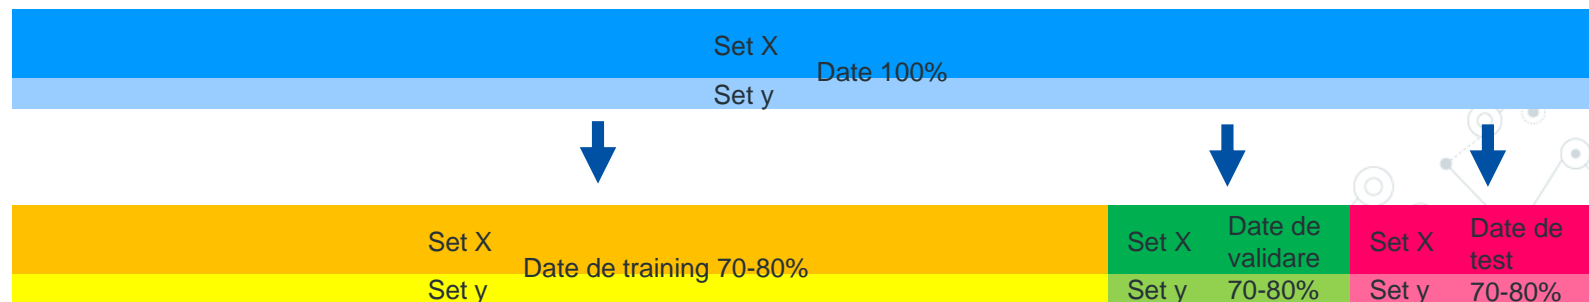 Set X
Date 100%
Set y
Set X
Date de training 70-80%
Set y
Set X
Date de
validare
Set y
70-80%
Set X
Date de
test
Set y
70-80%